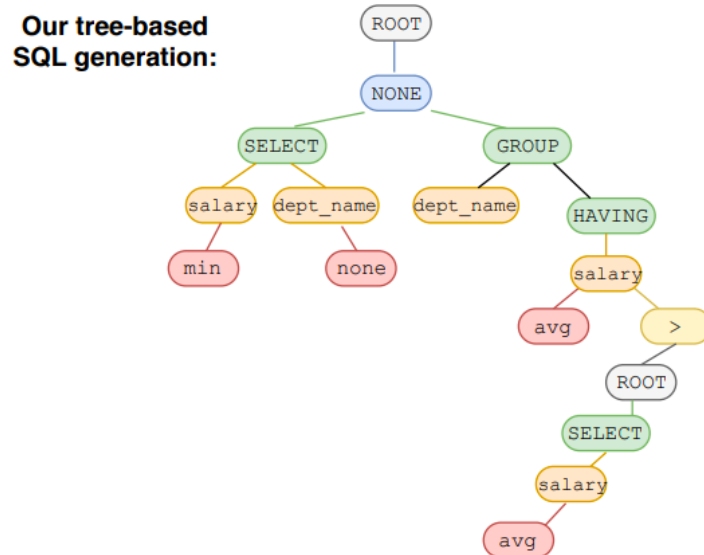 Our tree-based
SQL generation:
ROOT
NONE
SELECT
GROUP
salary
dept_name
dept_name
HAVING
min
none
salary
avg
>
ROOT
SELECT
salary
avg